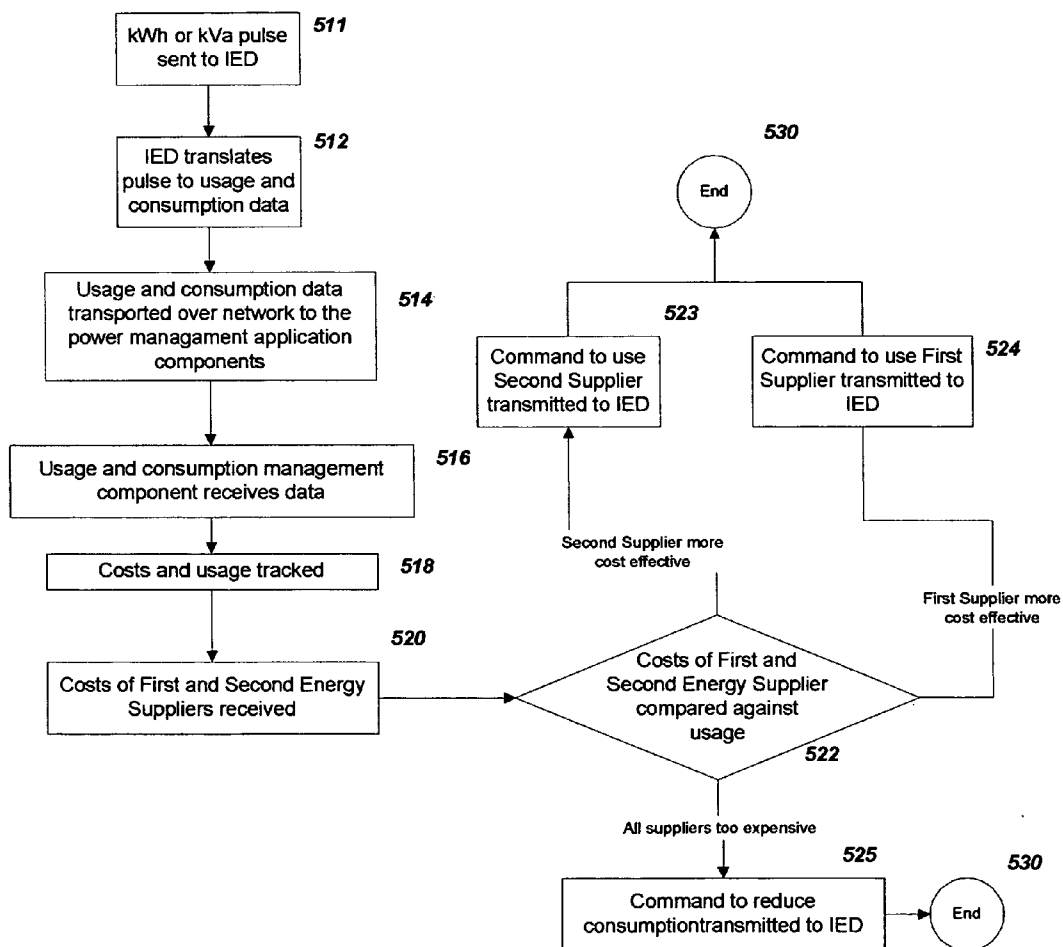 kWh or kVa pulse
sent to IED
511
IED translates
pulse to usage and
consumption data
512
Usage and consumption data
transported over network to the
power managament application
components
514
Usage and consumption management
component receives data
516
Costs and usage tracked
518
Costs of First and Second Energy
Suppliers received
520
Costs of First and
Second Energy Supplier
compared against
usage
522
Second Supplier more
cost effective
Command to use
Second Supplier
transmitted to IED
523
First Supplier more
cost effective
Command to use First
Supplier transmitted to
IED
524
End
530
All suppliers too expensive
Command to reduce
consumptiontransmitted to IED
525
End
530